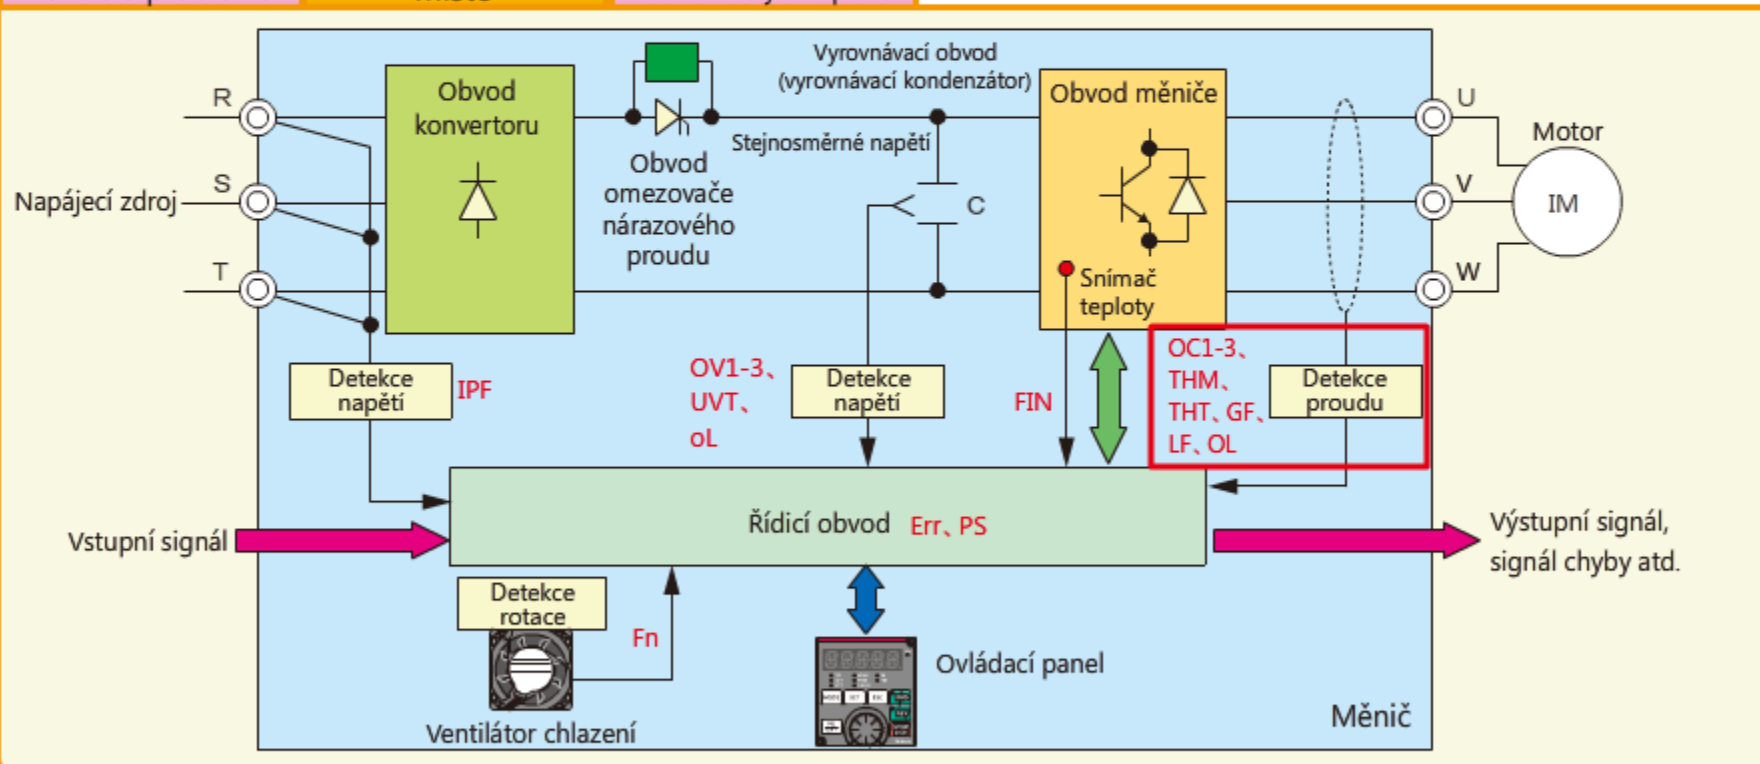 Vyrovnávací obvod
(vyrovnávací kondenzátor)
Obvod
konvertoru
Obvod měniče
R
U
Motor
Stejnosměrné napětí
Obvod
omezovače
nárazového
proudu
Napájecí zdroj
S
C
V
IM
T
W
Snímač
teploty
Detekce
napětí
IPF
OV1-3、
UVT、
oL
Detekce
napětí
FIN
OC1-3、
THM、
THT、GF、
LF、OL
Detekce
proudu
Řídicí obvod Err、PS
Vstupní signál
Výstupní signál,
signál chyby atd.
Detekce
rotace
Fn
Ovládací panel
Ventilátor chlazení
Měnič